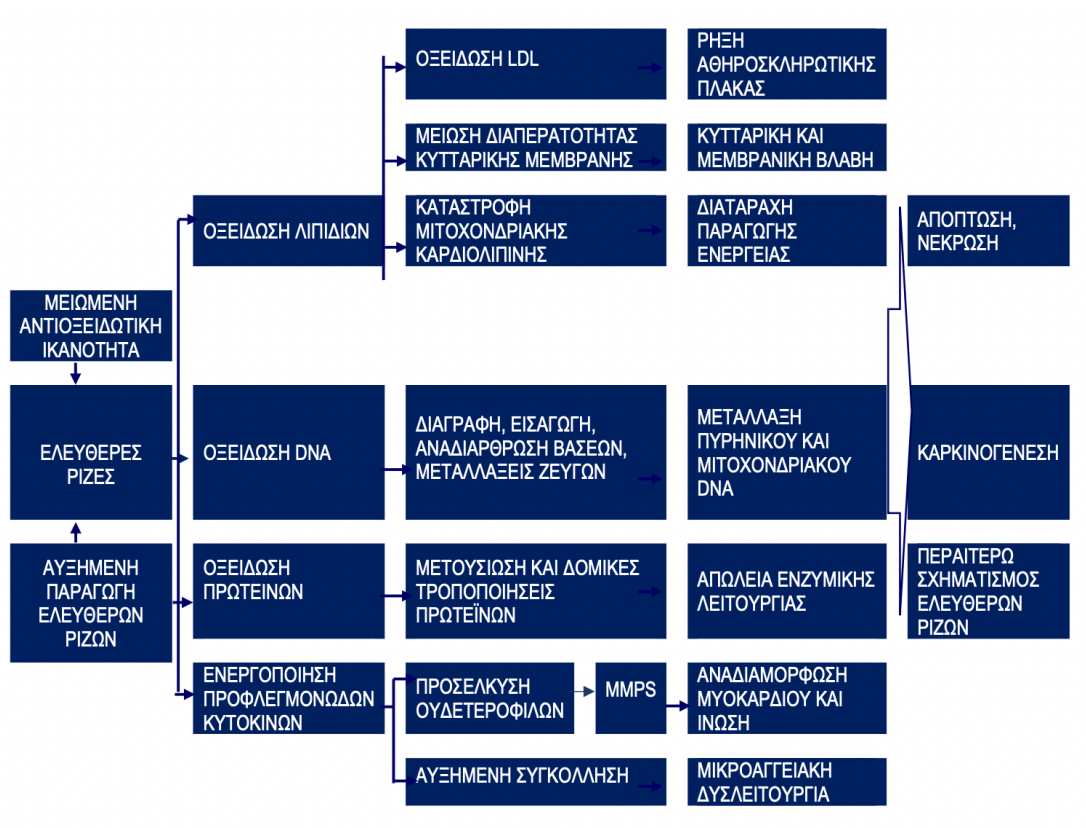 ΟΞΕΙΔΩΣΗ LDL
ΡΗΞΗ
ΑΘΗΡΟΣΚΛΗΡΩΤΙΚΗΣ
ΠΛΑΚΑΣ
ΜΕΙΩΣΗ ΔΙΑΠΕΡΑΤΟΤΗΤΑΣ
ΚΥΤΤΑΡΙΚΗΣ ΜΕΜΒΡΑΝΗΣ
ΚΥΤΤΑΡΙΚΗ ΚΑΙ
ΜΕΜΒΡΑΝΙΚΗ ΒΛΑΒΗ
ΟΞΕΙΔΩΣΗ ΛΙΠΙΔΙΩΝ
ΚΑΤΑΣΤΡΟΦΗ
ΜΙΤΟΧΟΝΔΡΙΑΚΗΣ
ΚΑΡΔΙΟΛΙΠΙΝΗΣ
ΔΙΑΤΑΡΑΧΗ
ΠΑΡΑΓΩΓΗΣ
ΕΝΕΡΓΕΙΑΣ
ΑΠΟΠΤΩΣΗ,
ΝΕΚΡΩΣΗ
ΜΕΙΩΜΕΝΗ
ΑΝΤΙΟΞΕΙΔΩΤΙΚΗ
ΙΚΑΝΟΤΗΤΑ
ΕΛΕΥΘΕΡΕΣ
ΡΙΖΕΣ
ΟΞΕΙΔΩΣΗ DNA
ΔΙΑΓΡΑΦΗ, ΕΙΣΑΓΩΓΗ,
ΑΝΑΔΙΑΡΘΡΩΣΗ ΒΑΣΕΩΝ,
ΜΕΤΑΛΛΑΞΕΙΣ ΖΕΥΓΩΝ
ΜΕΤΑΛΛΑΞΗ
ΠΥΡΗΝΙΚΟΥ ΚΑΙ
ΜΙΤΟΧΟΝΔΡΙΑΚΟΥ
DNA
ΚΑΡΚΙΝΟΓΕΝΕΣΗ
ΑΥΞΗΜΕΝΗ
ΠΑΡΑΓΩΓΗ
ΕΛΕΥΘΕΡΩΝ
ΡΙΖΩΝ
ΟΞΕΙΔΩΣΗ
ΠΡΩΤΕΙΝΩΝ
ΜΕΤΟΥΣΙΩΣΗ ΚΑΙ ΔΟΜΙΚΕΣ
ΤΡΟΠΟΠΟΙΗΣΕΙΣ
ΠΡΩΤΕΪΝΩΝ
ΑΠΩΛΕΙΑ ΕΝΖΥΜΙΚΗΣ
ΛΕΙΤΟΥΡΓΙΑΣ
ΠΕΡΑΙΤΕΡΩ
ΣΧΗΜΑΤΙΣΜΟΣ
ΕΛΕΥΘΕΡΩΝ
ΡΙΖΩΝ
ΕΝΕΡΓΟΠΟΙΗΣΗ
ΠΡΟΦΛΕΓΜΟΝΩΔΩΝ
ΚΥΤΟΚΙΝΩΝ
ΠΡΟΣΕΛΚΥΣΗ
ΟΥΔΕΤΕΡΟΦΙΛΩΝ
MMPS
ΑΝΑΔΙΑΜΟΡΦΩΣΗ
ΜΥΟΚΑΡΔΙΟΥ ΚΑΙ
ΙΝΩΣΗ
ΑΥΞΗΜΕΝΗ ΣΥΓΚΟΛΛΗΣΗ
ΜΙΚΡΟΑΓΓΕΙΑΚΗ
ΔΥΣΛΕΙΤΟΥΡΓΙΑ